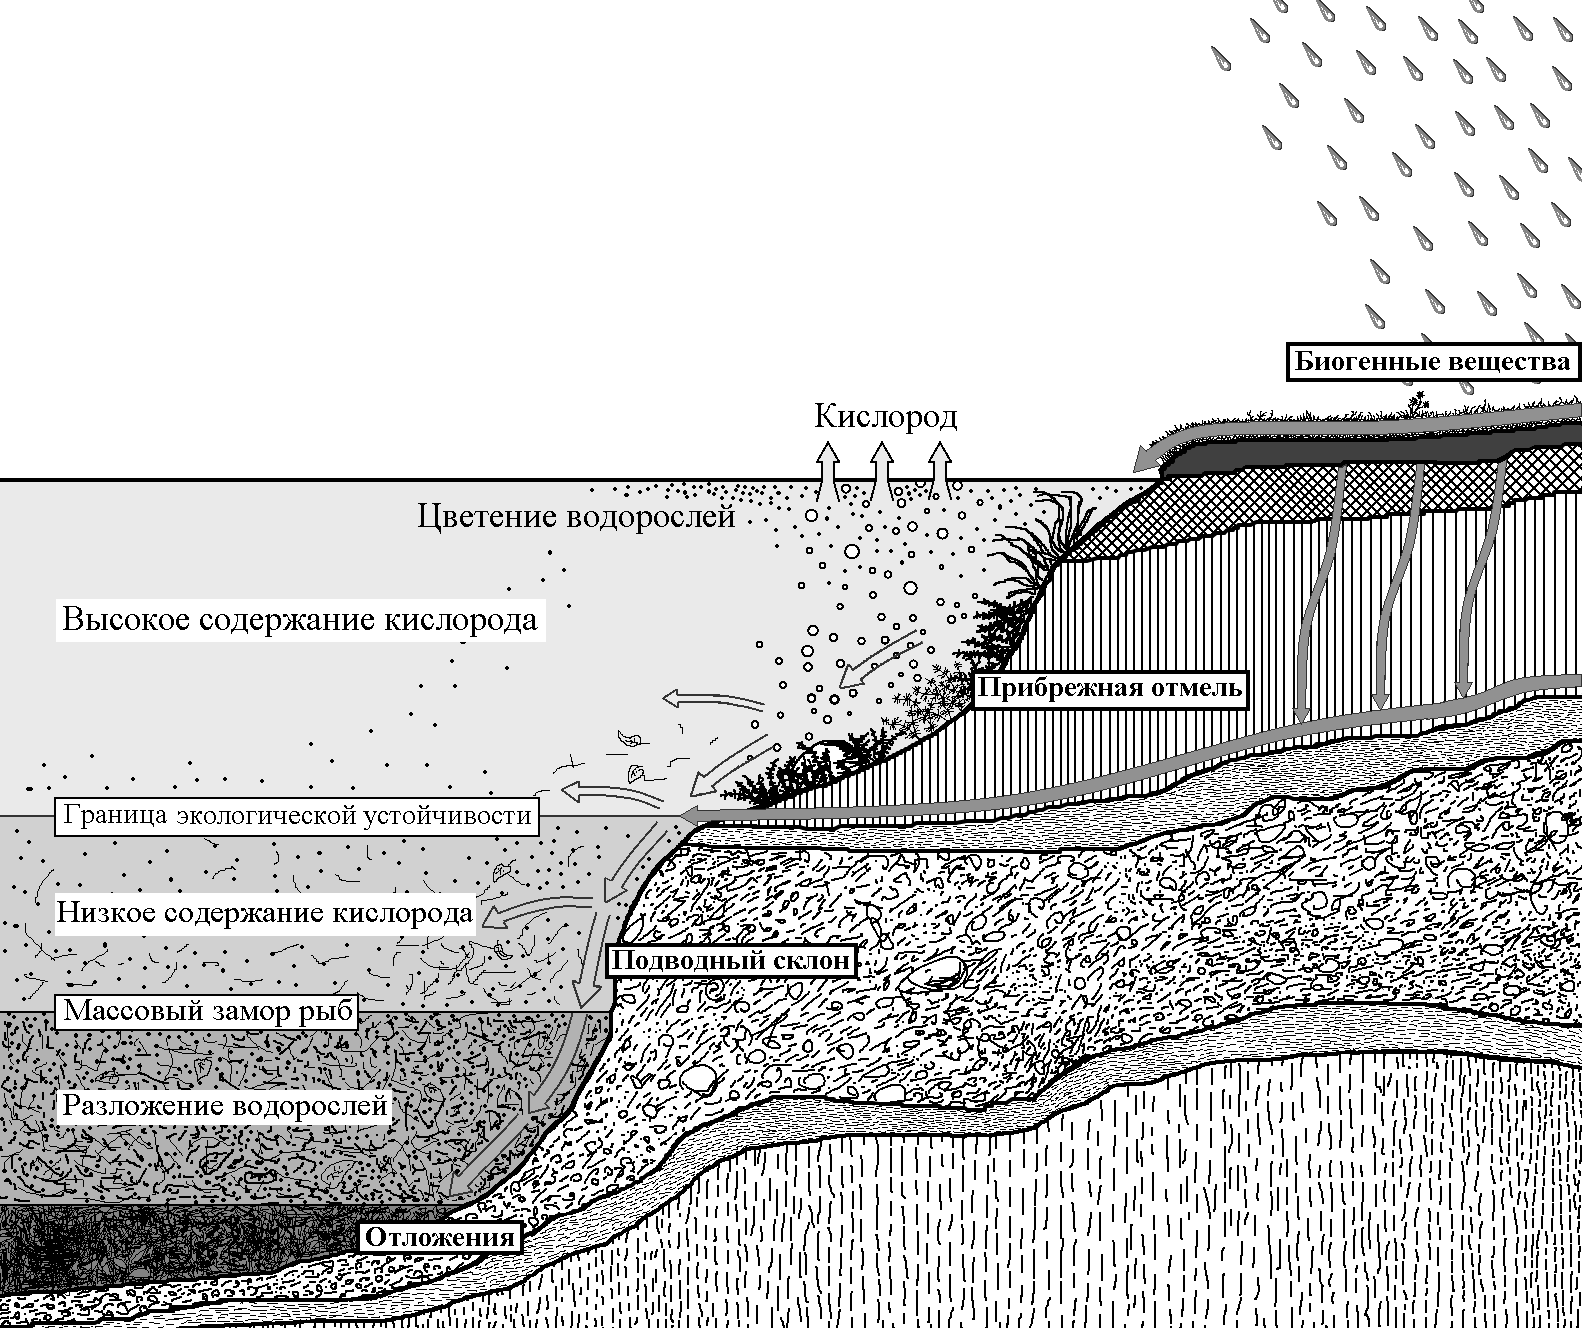 Биогенные вещества
Кислород
Цветение водорослей
Высокое содержание кислорода
Прибрежная отмель
Граница экологической устойчивости
Низкое содержание кислорода
Подводный склон
Массовый замор рыб
Разложение водорослей
Отложения